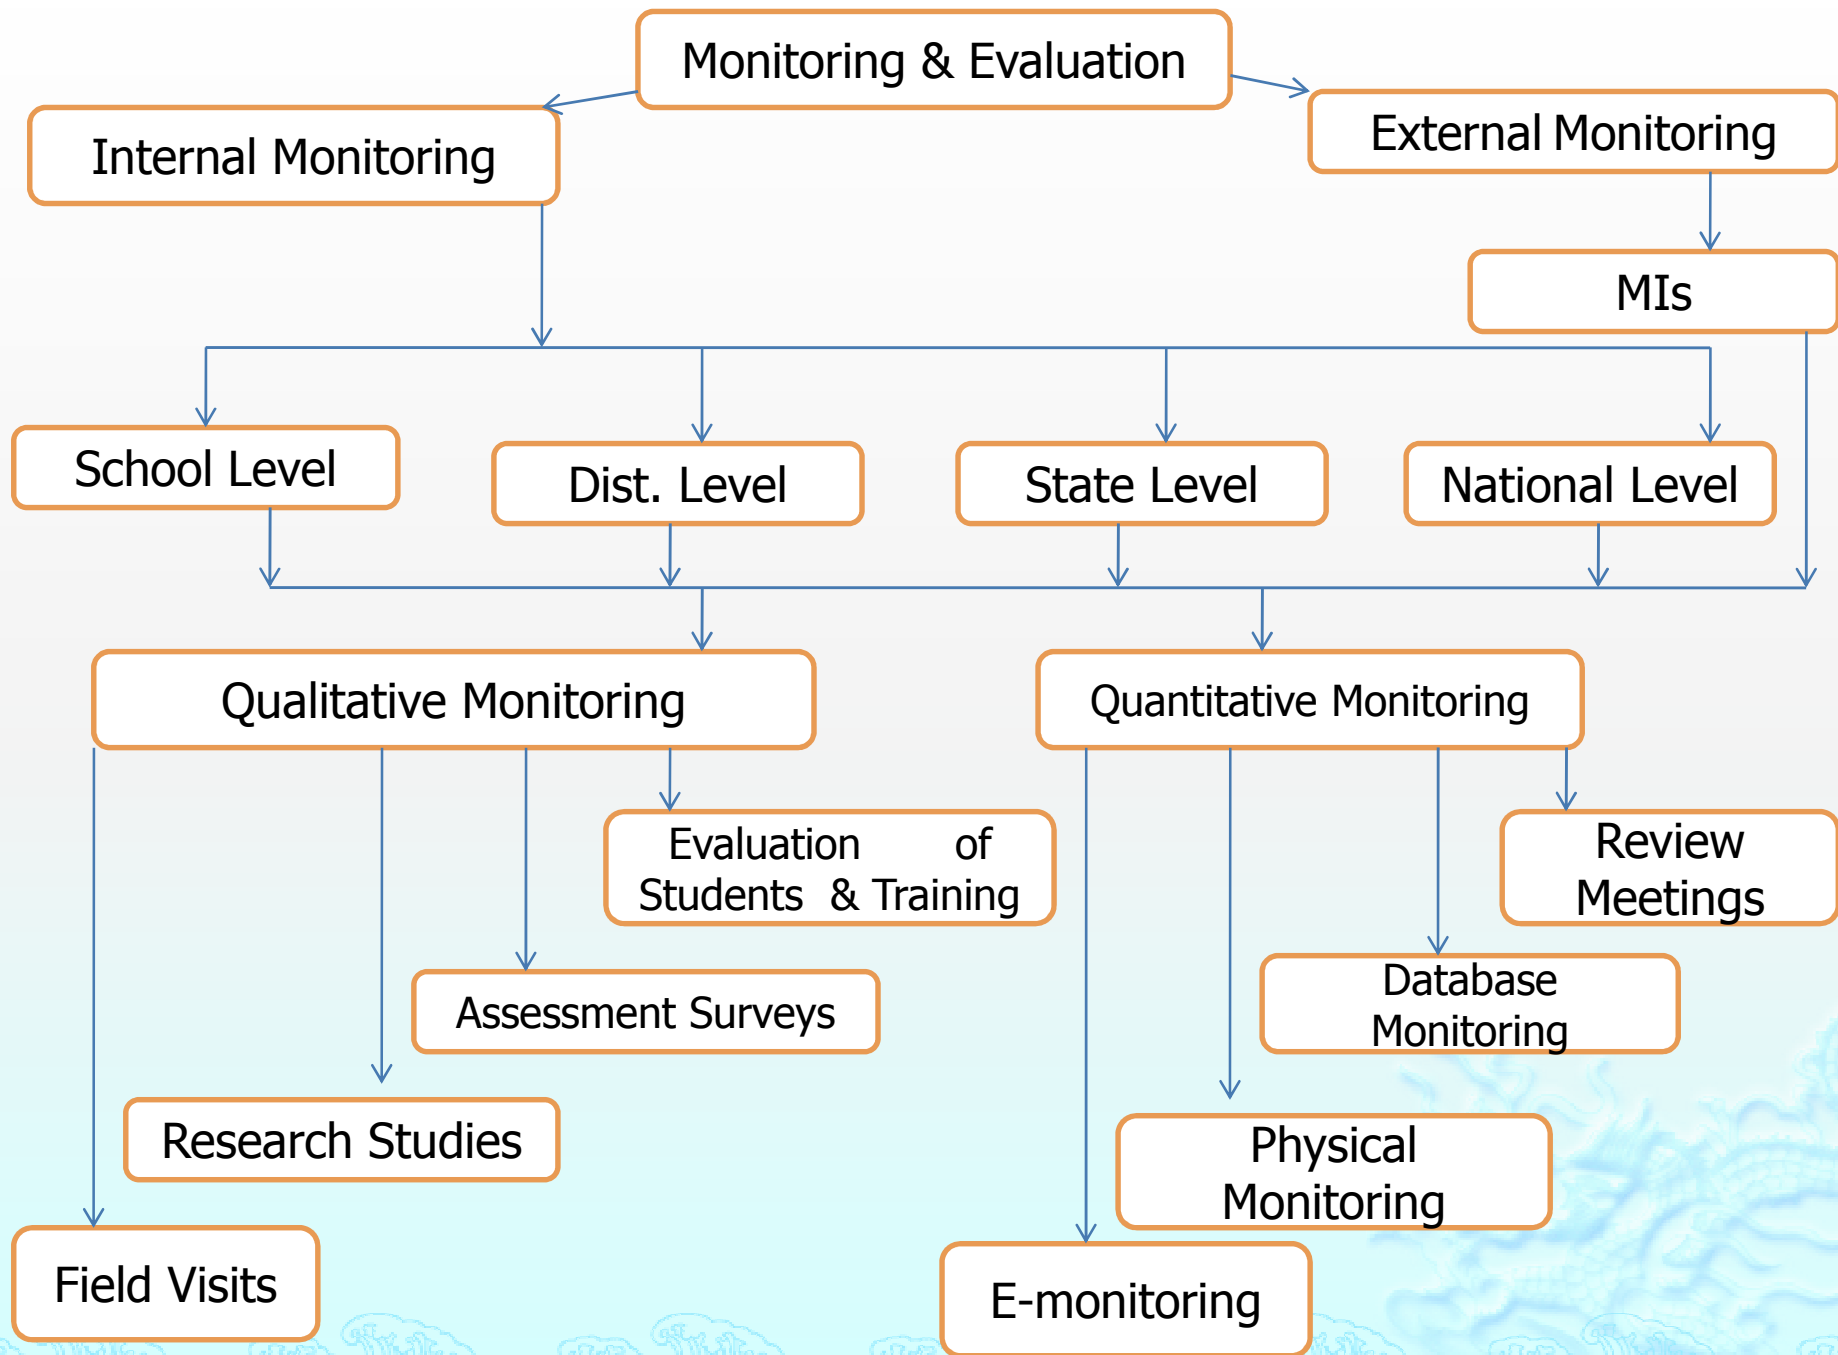 Monitoring & Evaluation
Internal Monitoring
External Monitoring
MIs
School Level
Dist. Level
State Level
National Level
Qualitative Monitoring
Quantitative Monitoring
Evaluation of
Students & Training
Review
Meetings
Assessment Surveys
Database
Monitoring
Research Studies
Physical
Monitoring
Field Visits
E-monitoring